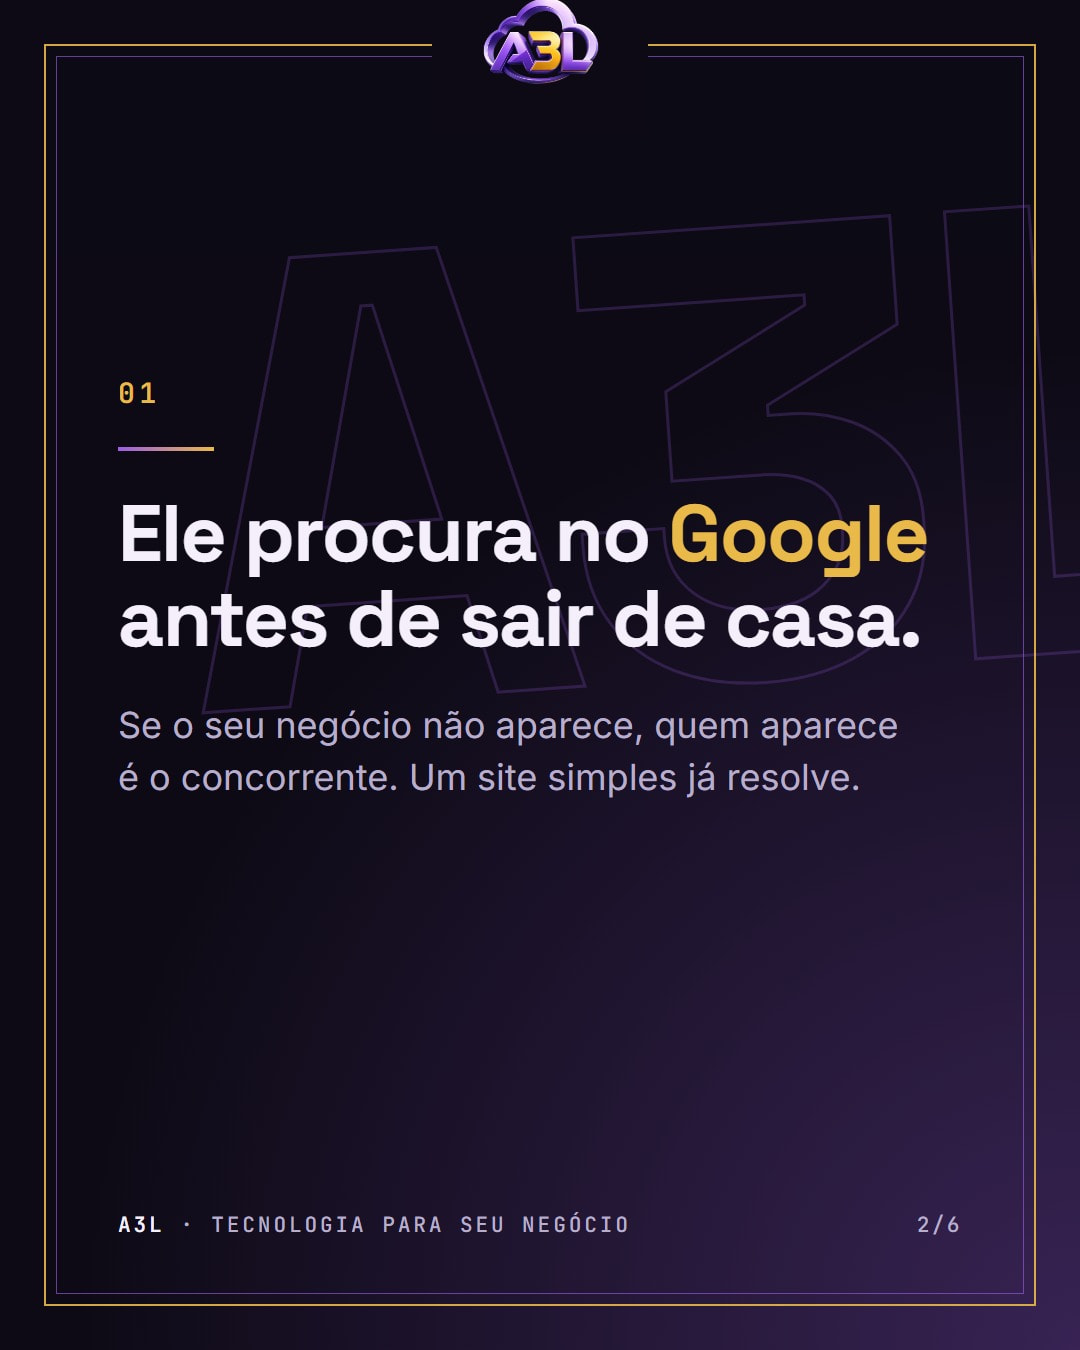 A3L
A3L
01
Ele procura no Google
antes de sair de casa.
Se o seu negócio não aparece, quem aparece
é o concorrente. Um site simples já resolve.
A3L · TECNOLOGIA PARA SEU NEGÓCIO
2/6